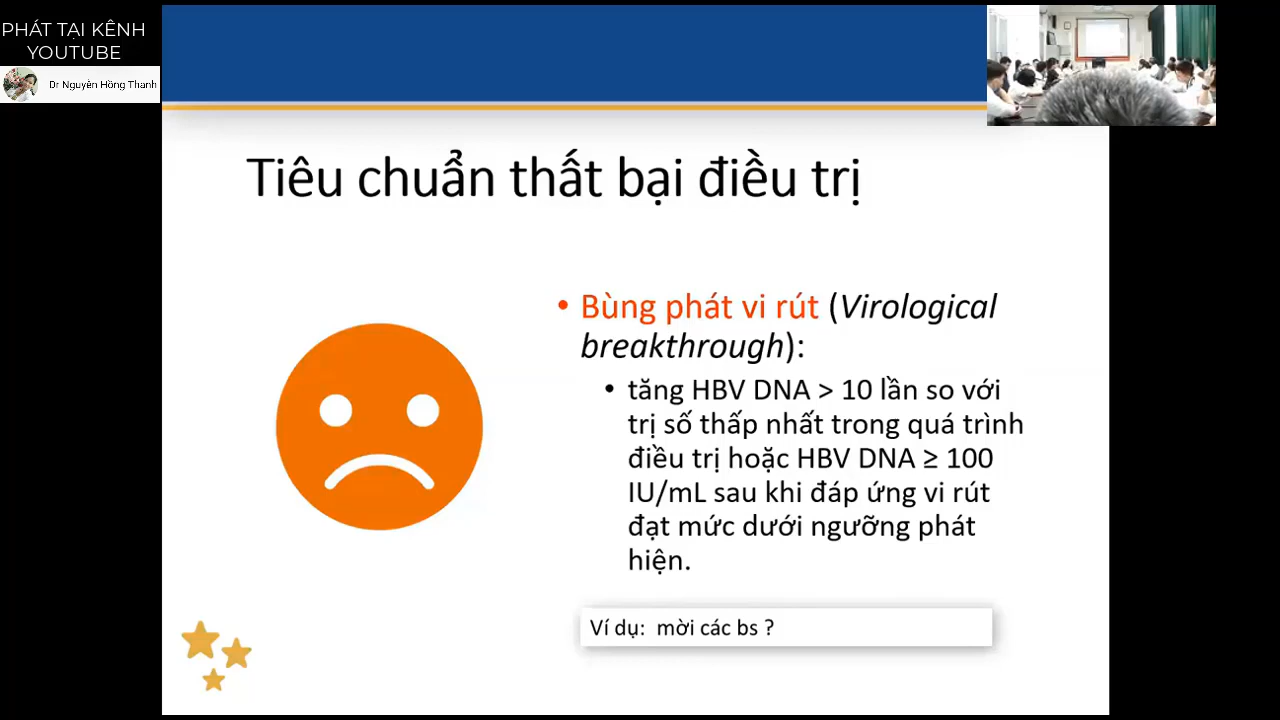 PHÁT TẠI KÊNH
YOUTUBE
Dr Nguyễn Hồng Thanh
Tiêu chuẩn thất bại điều trị
• Bùng phát vi rút (Virological
breakthrough):
• tăng HBV DNA > 10 lần so với
trị số thấp nhất trong quá trình
điều trị hoặc HBV DNA ≥ 100
IU/mL sau khi đáp ứng vi rút
đạt mức dưới ngưỡng phát
hiện.
Ví dụ: mời các bs ?